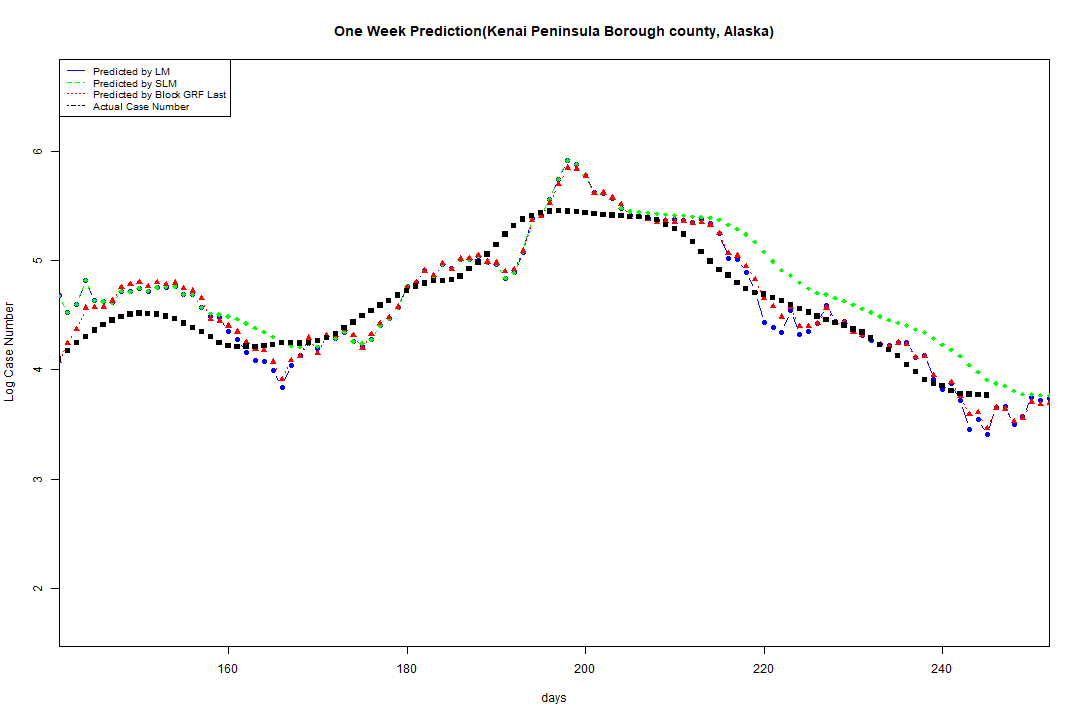 One Week Prediction(Kenai Peninsula Borough county, Alaska)
Predicted by LM
Predicted by SLM
Predicted by Block GRF Last
Actual Case Number
6
5
4
3
2
Log Case Number
160 180 200 220 240
days